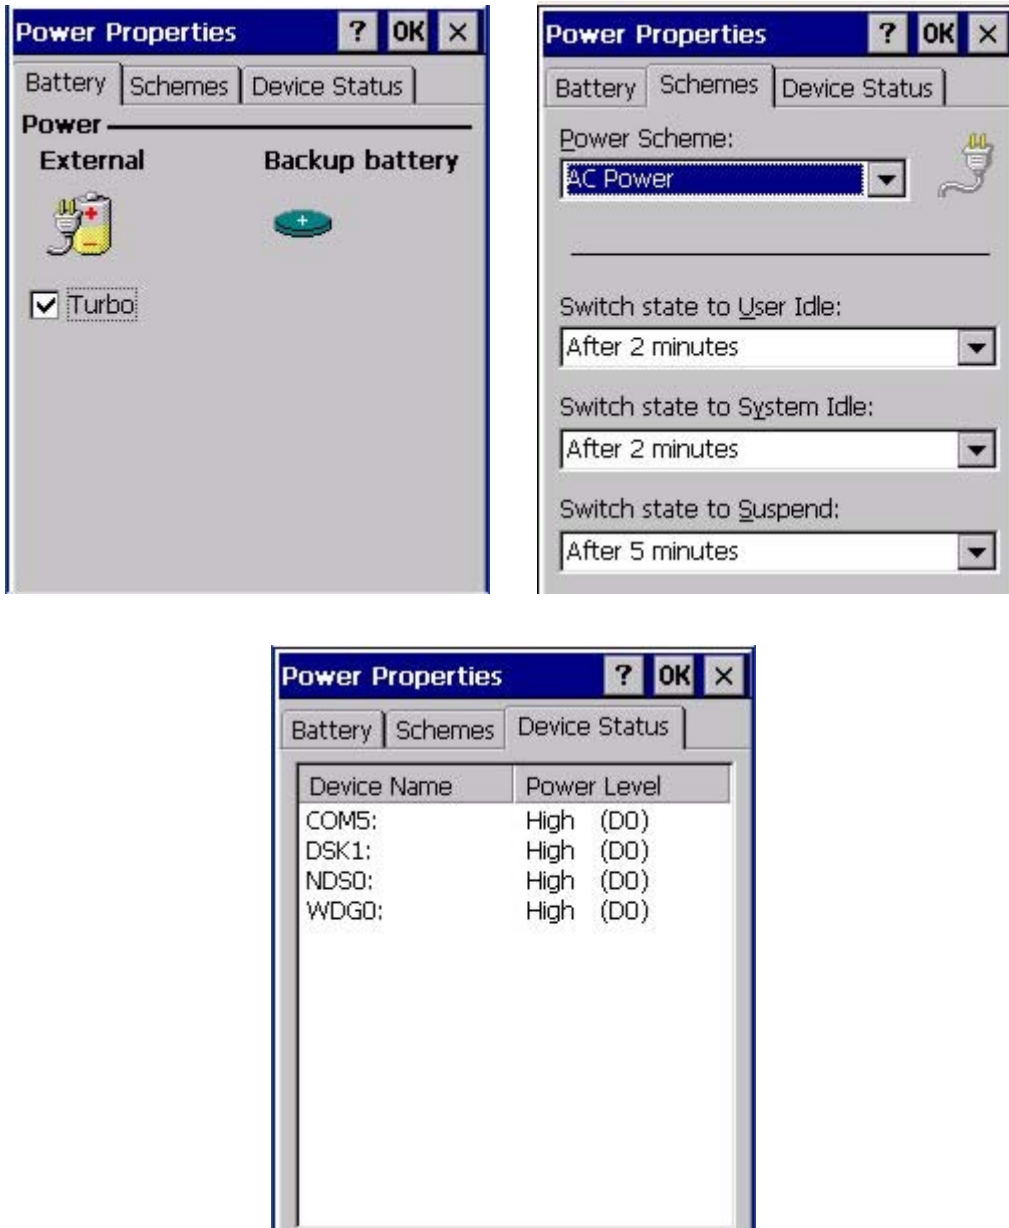 Power Properties ? OK ×
Battery Schemes Device Status
Power
External Backup battery
Turbo
Power Properties ? OK ×
Battery Schemes Device Status
Power Scheme:
AC Power
Switch state to User Idle:
After 2 minutes
Switch state to System Idle:
After 2 minutes
Switch state to Suspend:
After 5 minutes
Power Properties ? OK ×
Battery Schemes Device Status
Device Name Power Level
COM5: High (D0)
DSK1: High (D0)
NDS0: High (D0)
WDG0: High (D0)